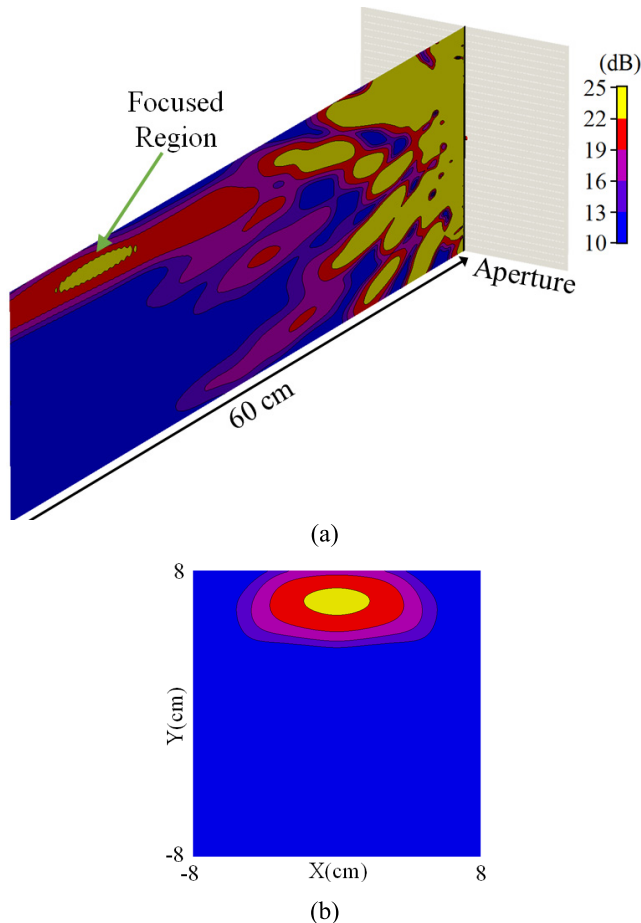 (dB)
25
22
19
16
13
10
Focused
Region
Aperture
60 cm
(a)
8
Y(cm)
-8
-8
X(cm)
8
(b)